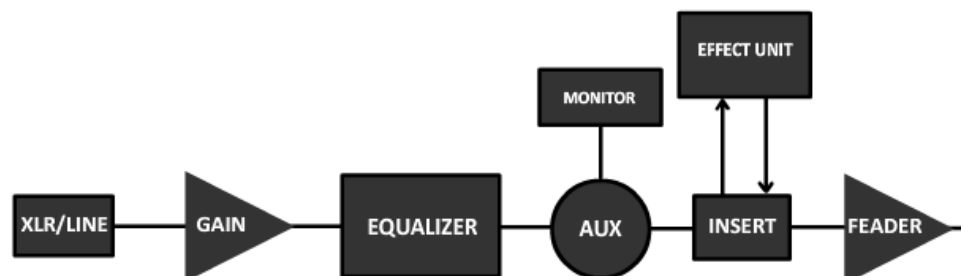 EFFECT UNIT
MONITOR
XLR/LINE
GAIN
EQUALIZER
AUX
INSERT
FEADER